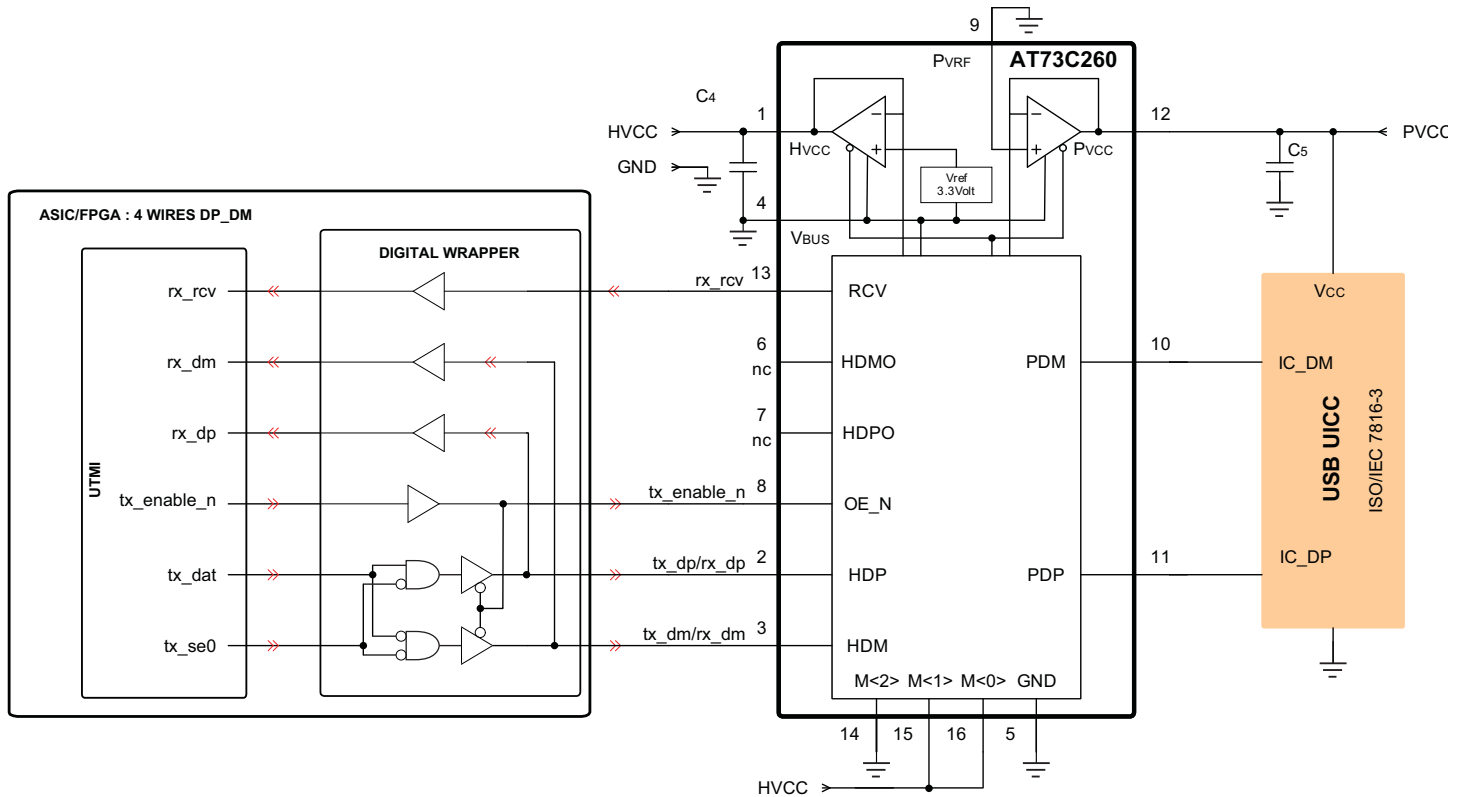 9
PVRF
AT73C260
C4
1
12
HVCC
PVCC
HVCC
PVCC
C5
GND
Vref
3.3Volt
4
VBUS
ASIC/FPGA : 4 WIRES DP_DM
DIGITAL WRAPPER
rx_rcv
rx_rcv
13
RCV
VCC
rx_dm
6
nc
HDMO
PDM
10
IC_DM
rx_dp
7
nc
HDPO
UTMI
USB UICC
ISO/IEC 7816-3
tx_enable_n
tx_enable_n
8
OE_N
tx_dat
tx_dp/rx_dp
2
HDP
PDP
11
IC_DP
tx_se0
tx_dm/rx_dm
3
HDM
M<2> M<1> M<0> GND
14
15
16
5
HVCC